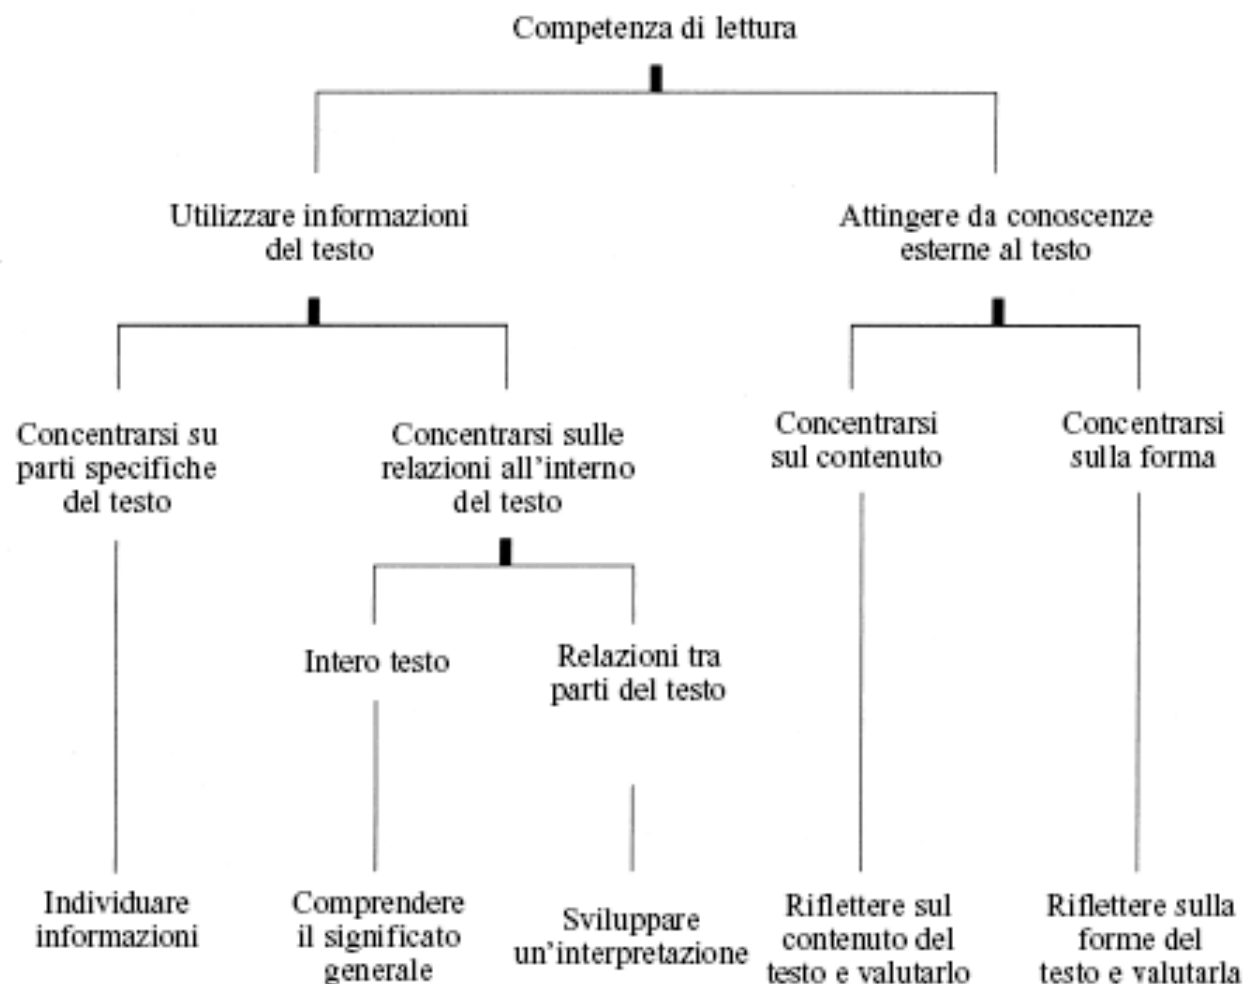 Competenza di lettura
Utilizzare informazioni
del testo
Attingere da conoscenze
esterne al testo
Concentrarsi su
parti specifiche
del testo
Concentrarsi sulle
relazioni all'interno
del testo
Concentrarsi
sul contenuto
Concentrarsi
sulla forma
Intero testo
Relazioni tra
parti del testo
Individuare
informazioni
Comprendere
il significato
generale
Sviluppare
un'interpretazione
Riflettere sul
contenuto del
testo e valutarlo
Riflettere sulla
forme del
testo e valutarla